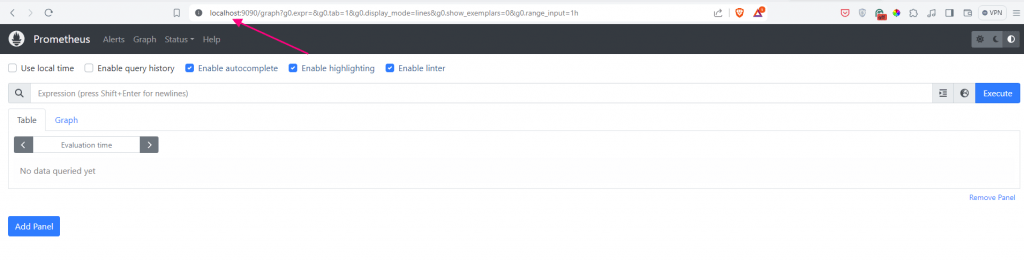 localhost:9090/graph?g0.expr=&g0.tab=1&g0.display_mode=lines&g0.show_exemplars=0&g0.range_input=1h
VPN
Prometheus Alerts Graph Status Help
Use local time Enable query history Enable autocomplete Enable highlighting Enable linter
Expression (press Shift+Enter for newlines) Execute
Table Graph
Evaluation time
No data queried yet
Remove Panel
Add Panel